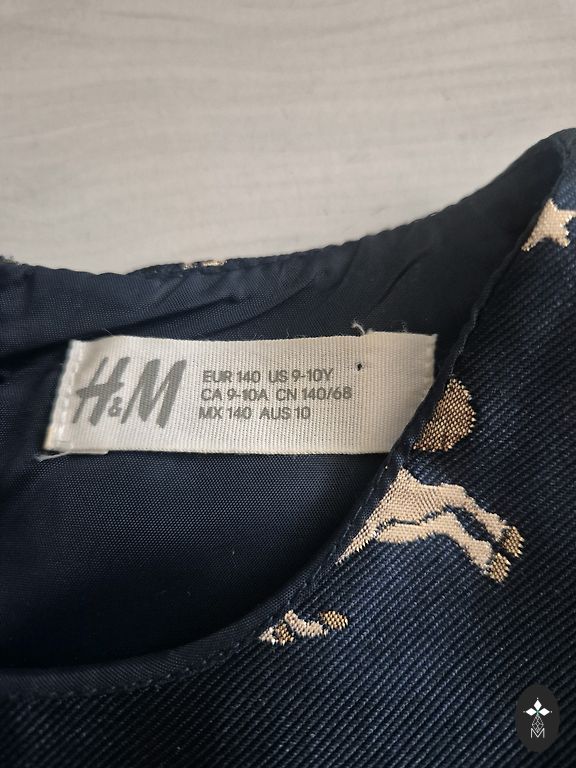 H&M
EUR 140 US 9-10Y
CA 9-10A CN 140/68
MX 140 AUS 10
M